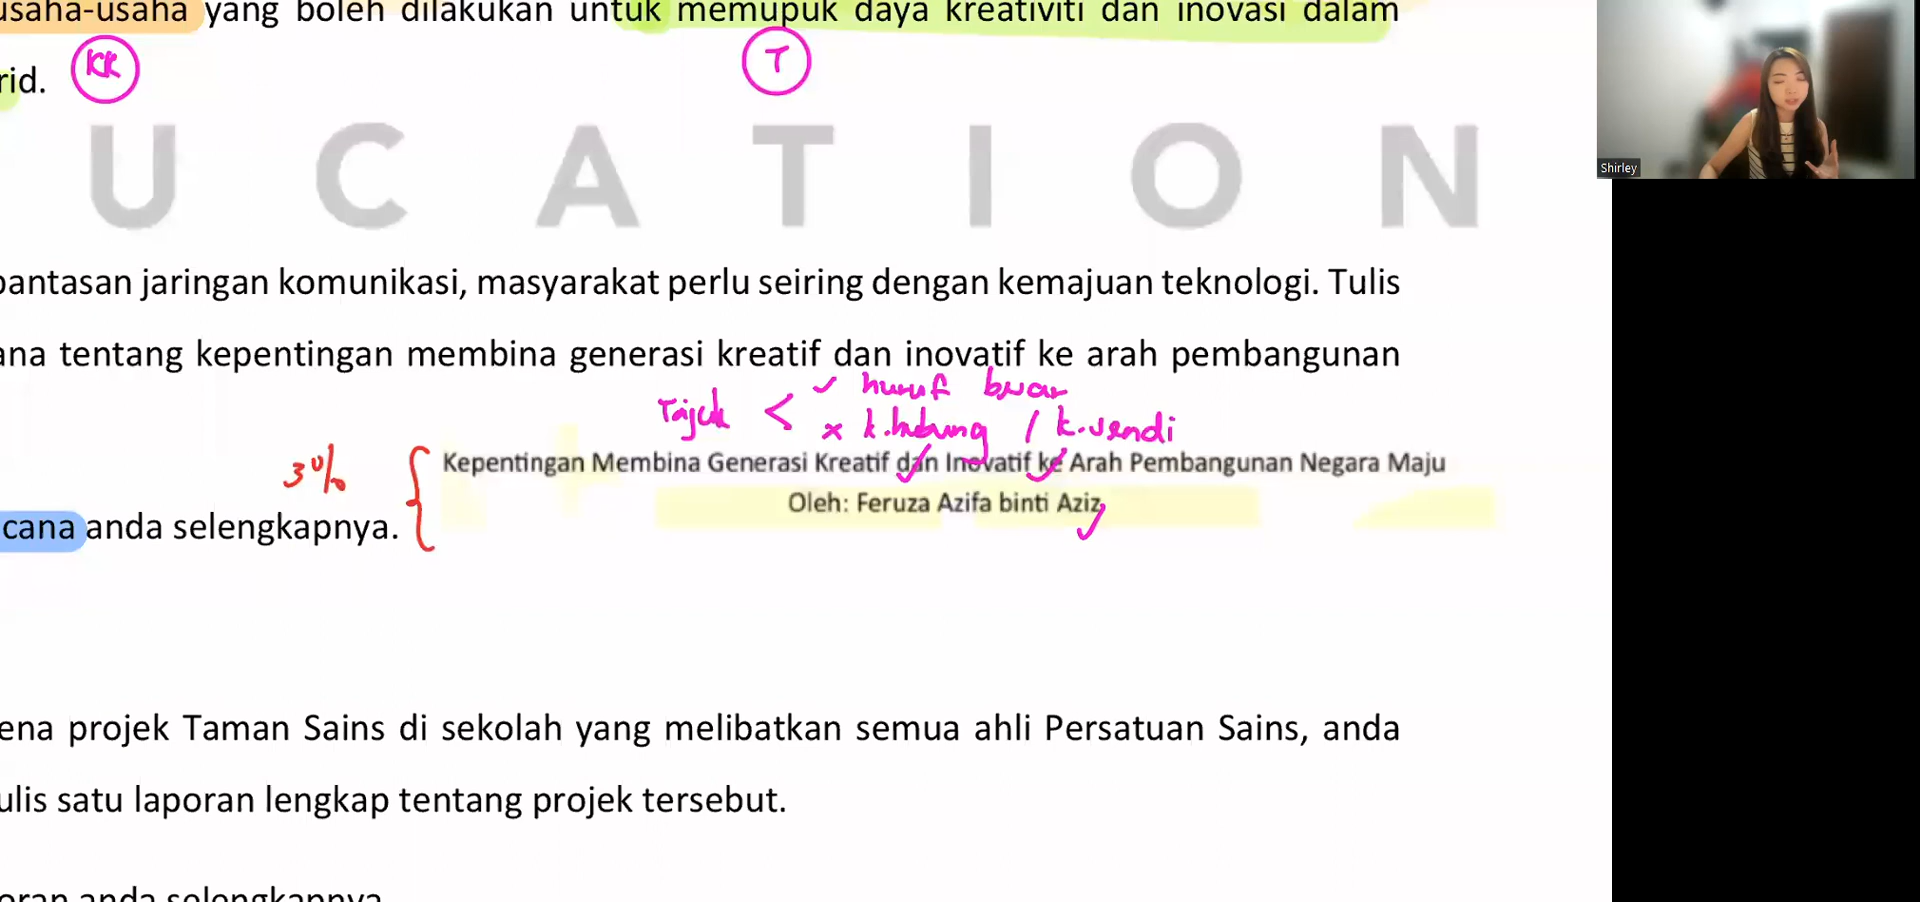 usaha-usaha yang boleh dilakukan untuk memupuk daya kreativiti dan inovasi dalam
rid. KK T
UCATION
Shirley
pantasan jaringan komunikasi, masyarakat perlu seiring dengan kemajuan teknologi. Tulis
ana tentang kepentingan membina generasi kreatif dan inovatif ke arah pembangunan
Tajuk < ✓ huruf besar
x k.hubung / k.sendi
3% { Kepentingan Membina Generasi Kreatif dan Inovatif ke Arah Pembangunan Negara Maju
Oleh: Feruza Azifa binti Aziz
cana anda selengkapnya.
ena projek Taman Sains di sekolah yang melibatkan semua ahli Persatuan Sains, anda
ulis satu laporan lengkap tentang projek tersebut.
oran anda selengkapnya